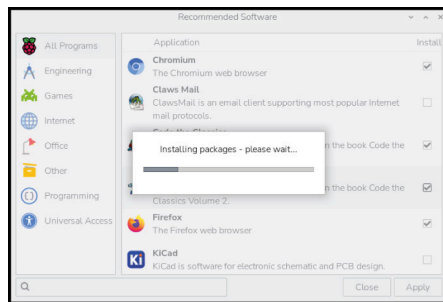 Recommended Software
All Programs
Engineering
Games
Internet
Office
Other
Programming
Universal Access
Application
Install
Chromium
The Chromium web browser
Claws Mail
ClawsMail is an email client supporting most popular Internet
mail protocols.
n the book Code the
Installing packages - please wait...
n the book Code the
Classics Volume 2.
Firefox
The Firefox web browser
KiCad
KiCad is software for electronic schematic and PCB design.
Close
Apply